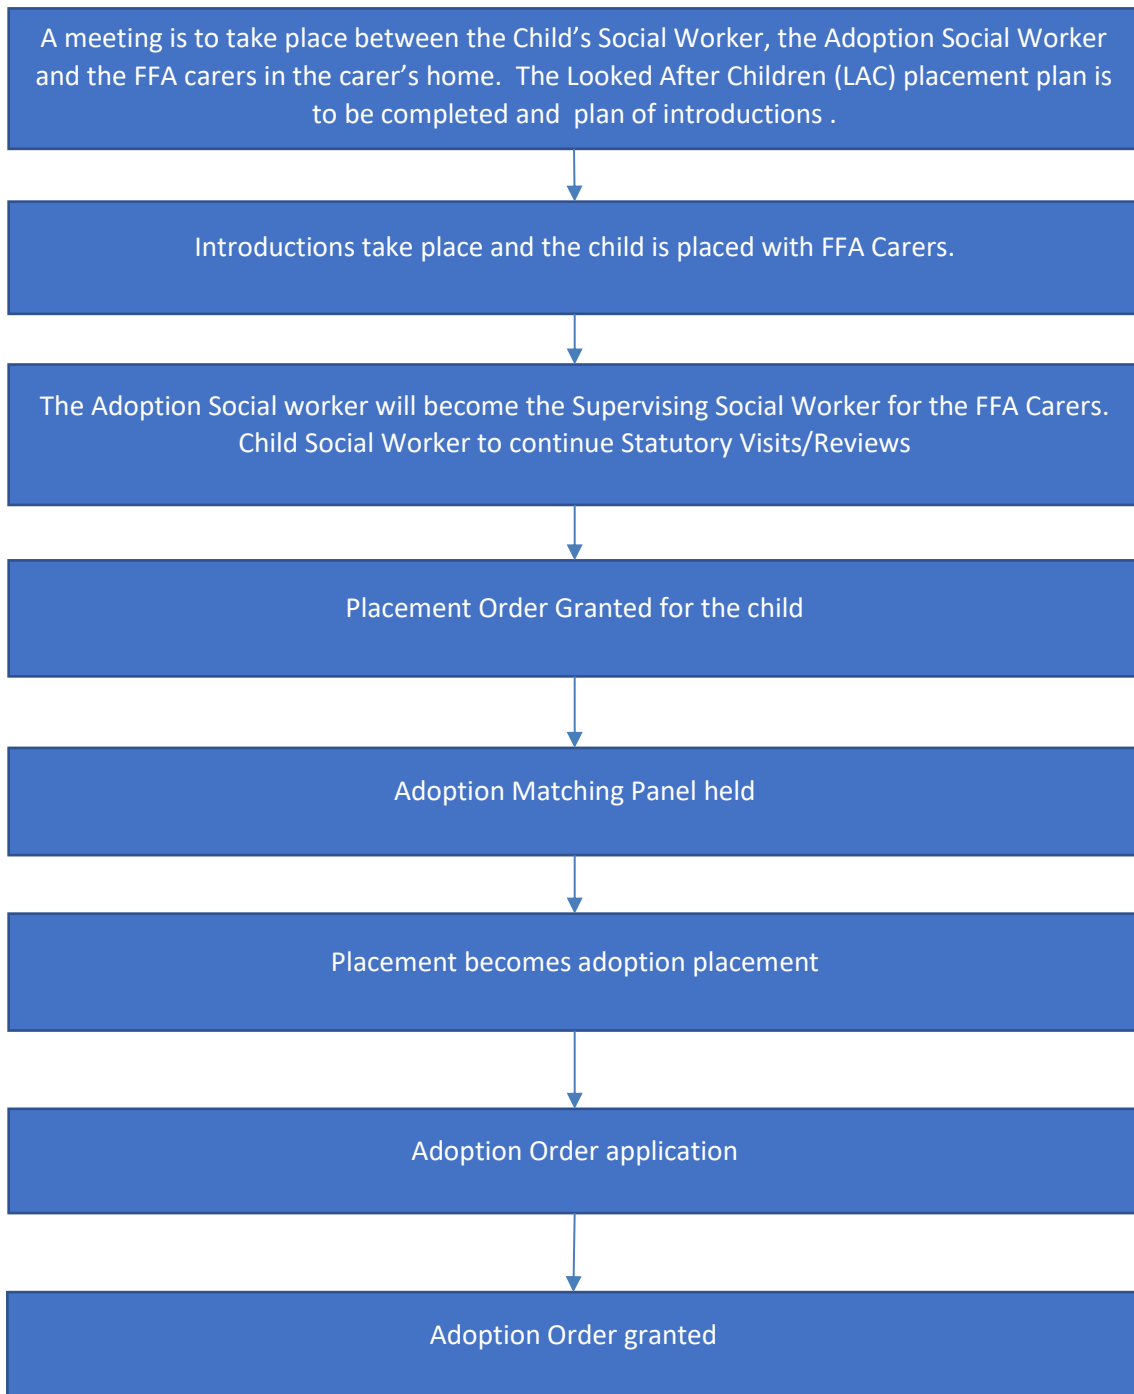 A meeting is to take place between the Child’s Social Worker, the Adoption Social Worker
and the FFA carers in the carer’s home.  The Looked After Children (LAC) placement plan is
to be completed and  plan of introductions .
Introductions take place and the child is placed with FFA Carers.
The Adoption Social worker will become the Supervising Social Worker for the FFA Carers.
Child Social Worker to continue Statutory Visits/Reviews
Placement Order Granted for the child
Adoption Matching Panel held
Placement becomes adoption placement
Adoption Order application
Adoption Order granted